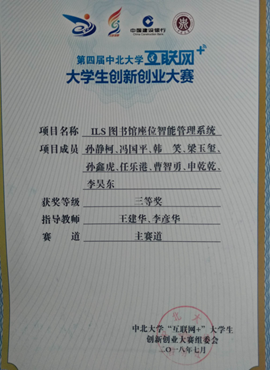 中国建设银行
第四届中北大学互联网+
大学生创新创业大赛
项目名称 ILS图书馆座位智能管理系统
项目成员 孙静柯、冯国平、韩 笑、梁玉玺、
孙鑫虎、任乐港、曹智勇、申乾乾、
李昊东
获奖等级 三等奖
指导教师 王建华、李彦华
赛 道 主赛道
中北大学“互联网+”大学生
创新创业大赛组委会
二〇一八年七月